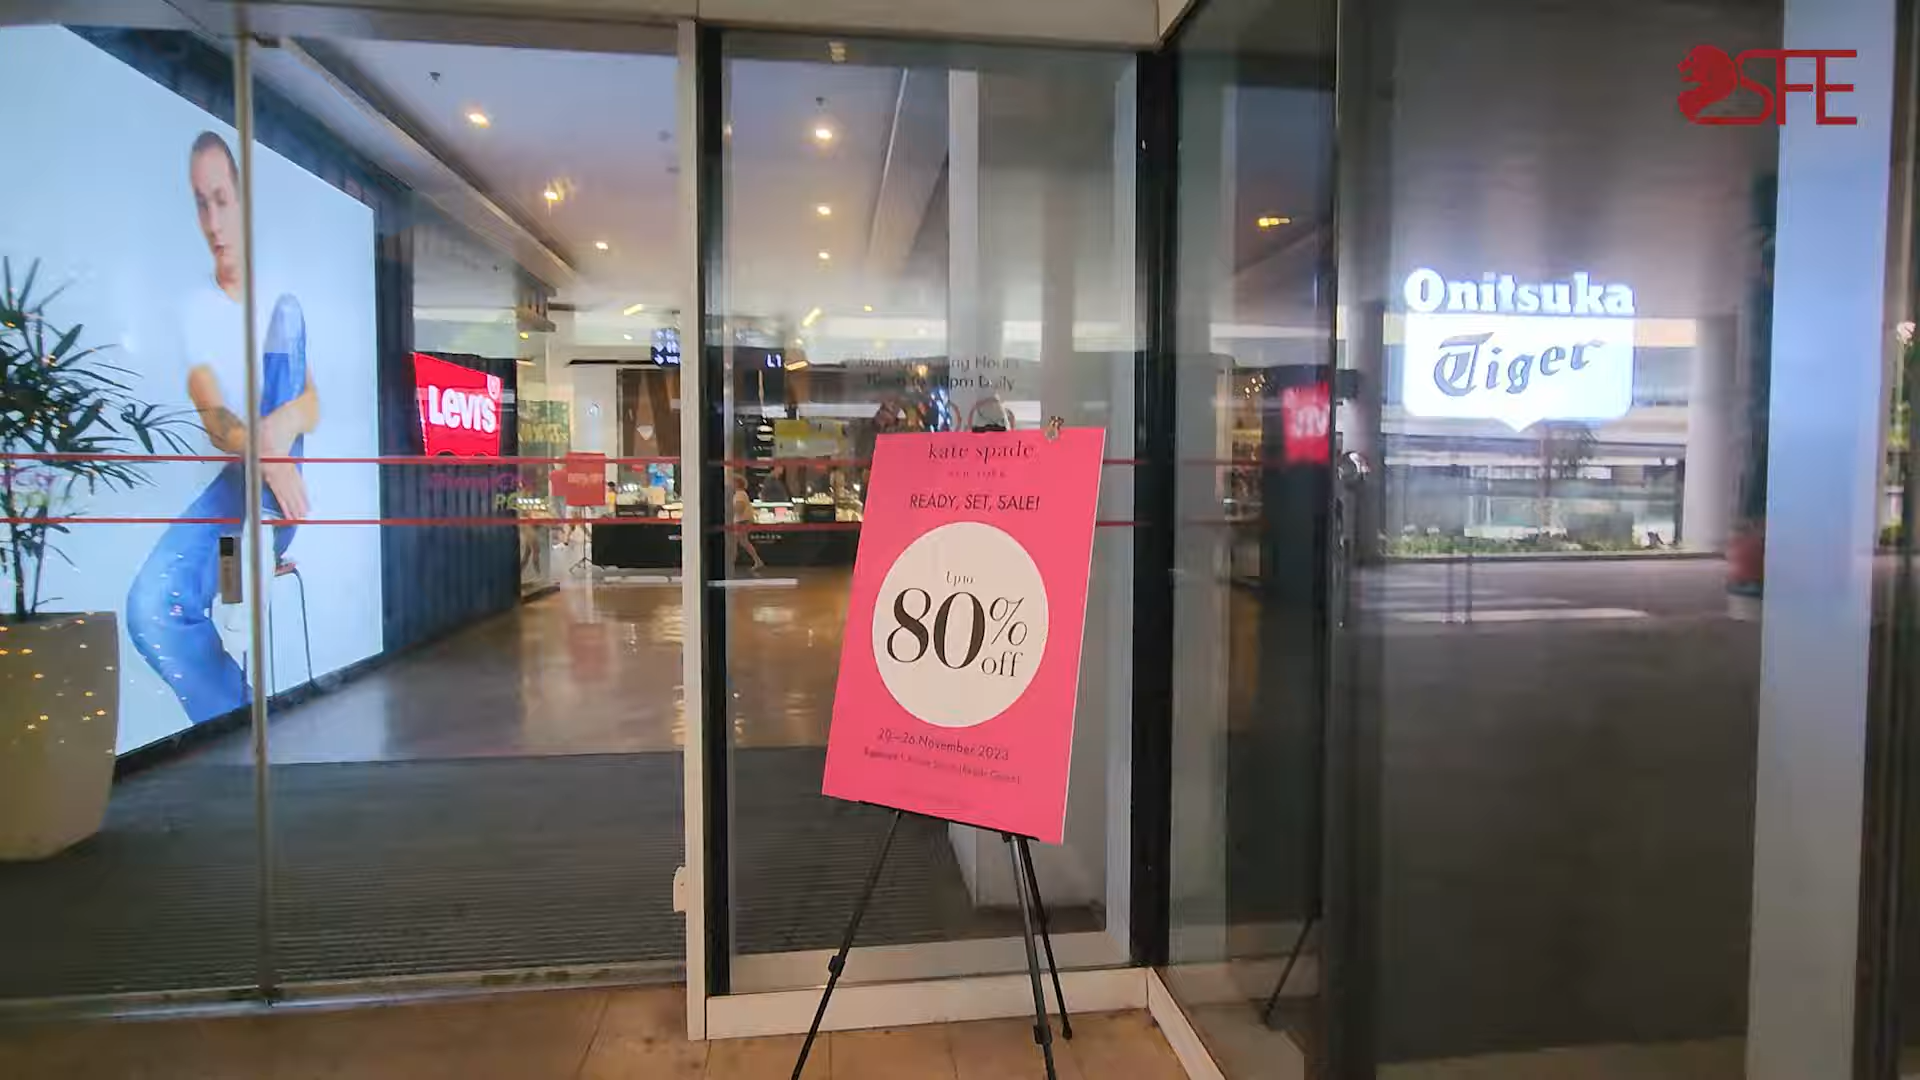 SFE
Onitsuka
Tiger
LEVI'S
L1
kate spade
NEW YORK
READY, SET, SALE!
Up to
80%
off
20–26 November 2023